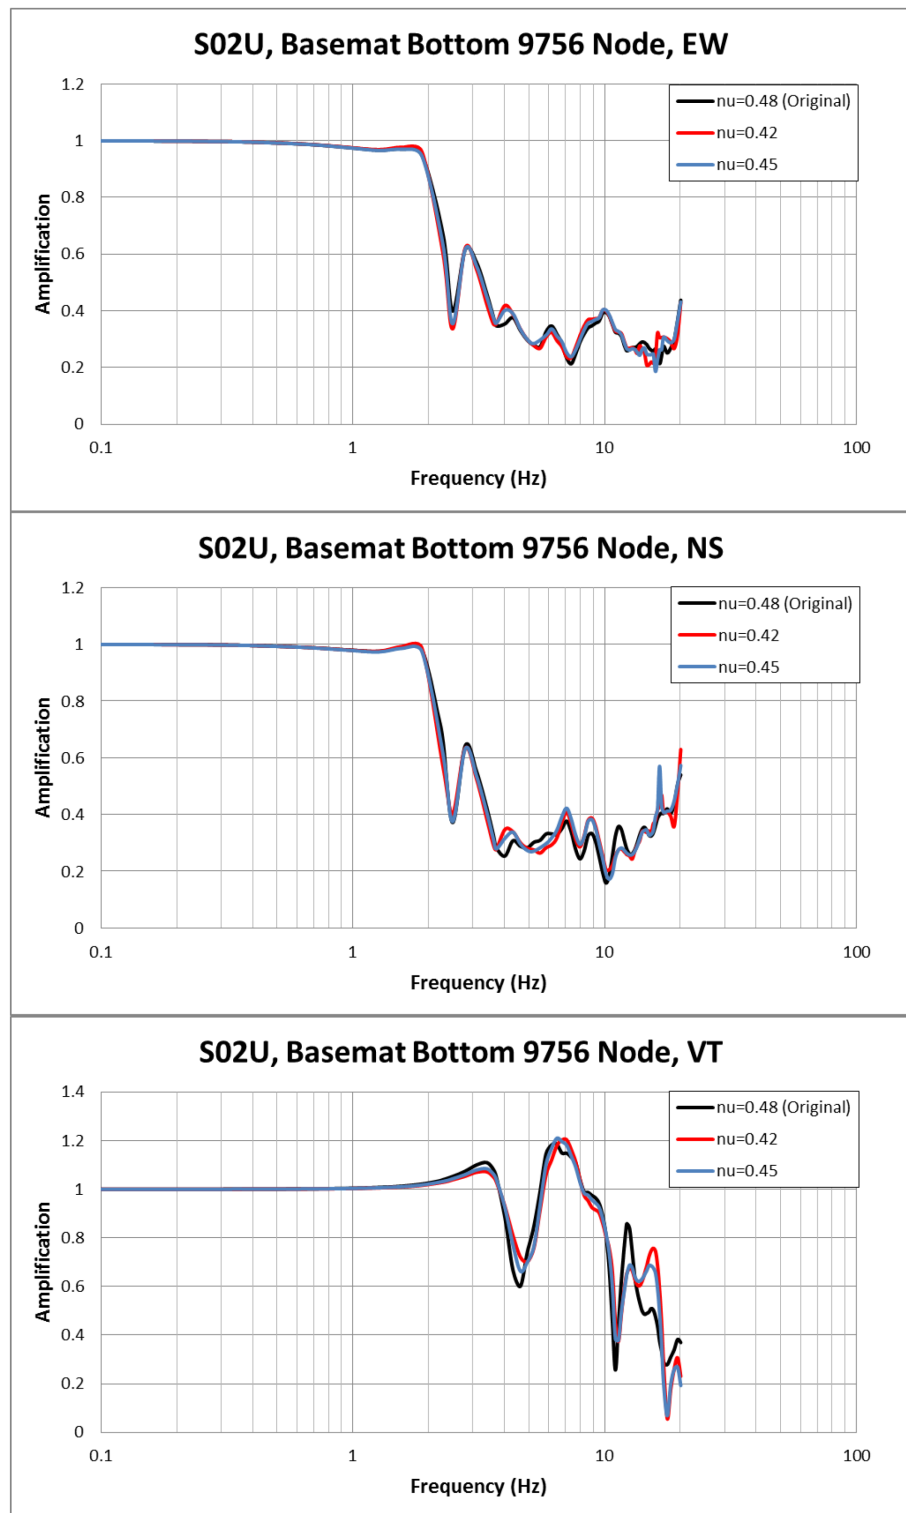 S02U, Basemat Bottom 9756 Node, EW
1.2
nu=0.48 (Original)
1
nu=0.42
nu=0.45
0.8
Amplification
0.6
0.4
0.2
0
0.1 1 10 100
Frequency (Hz)
S02U, Basemat Bottom 9756 Node, NS
1.2
nu=0.48 (Original)
1
nu=0.42
nu=0.45
0.8
Amplification
0.6
0.4
0.2
0
0.1 1 10 100
Frequency (Hz)
S02U, Basemat Bottom 9756 Node, VT
1.4
nu=0.48 (Original)
1.2
nu=0.42
nu=0.45
1
0.8
Amplification
0.6
0.4
0.2
0
0.1 1 10 100
Frequency (Hz)